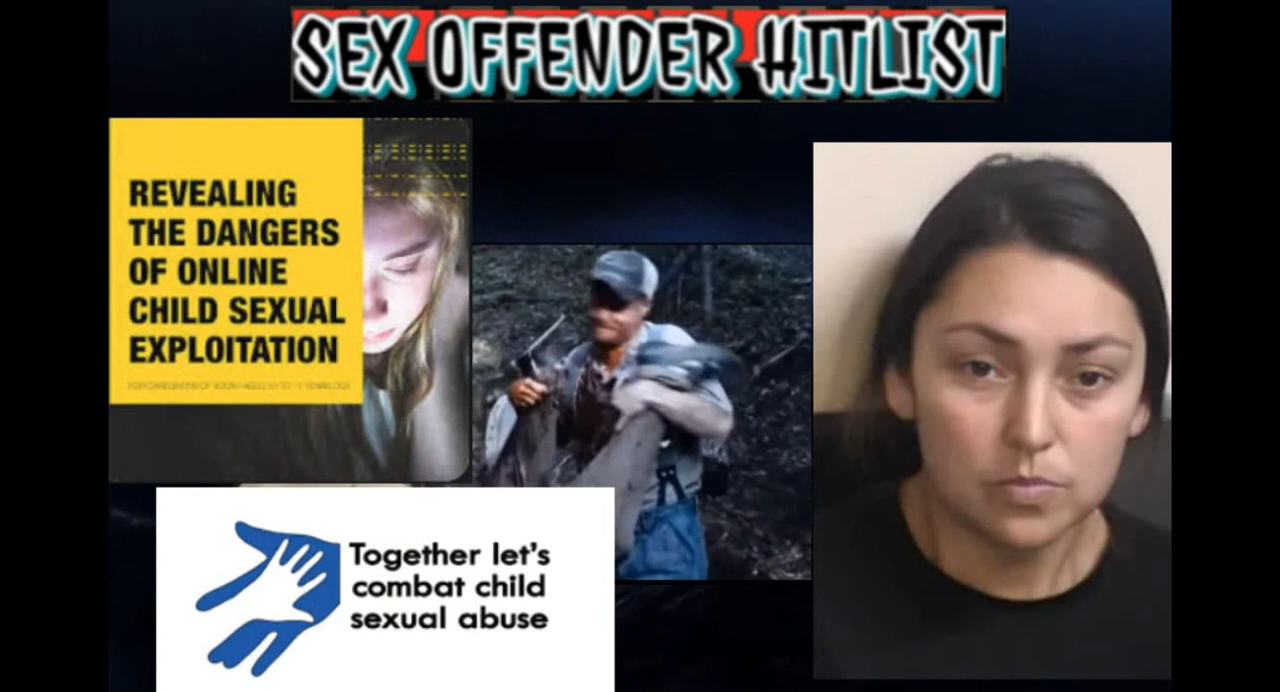 SEX OFFENDER HITLIST
REVEALING
THE DANGERS
OF ONLINE
CHILD SEXUAL
EXPLOITATION
Together let's
combat child
sexual abuse